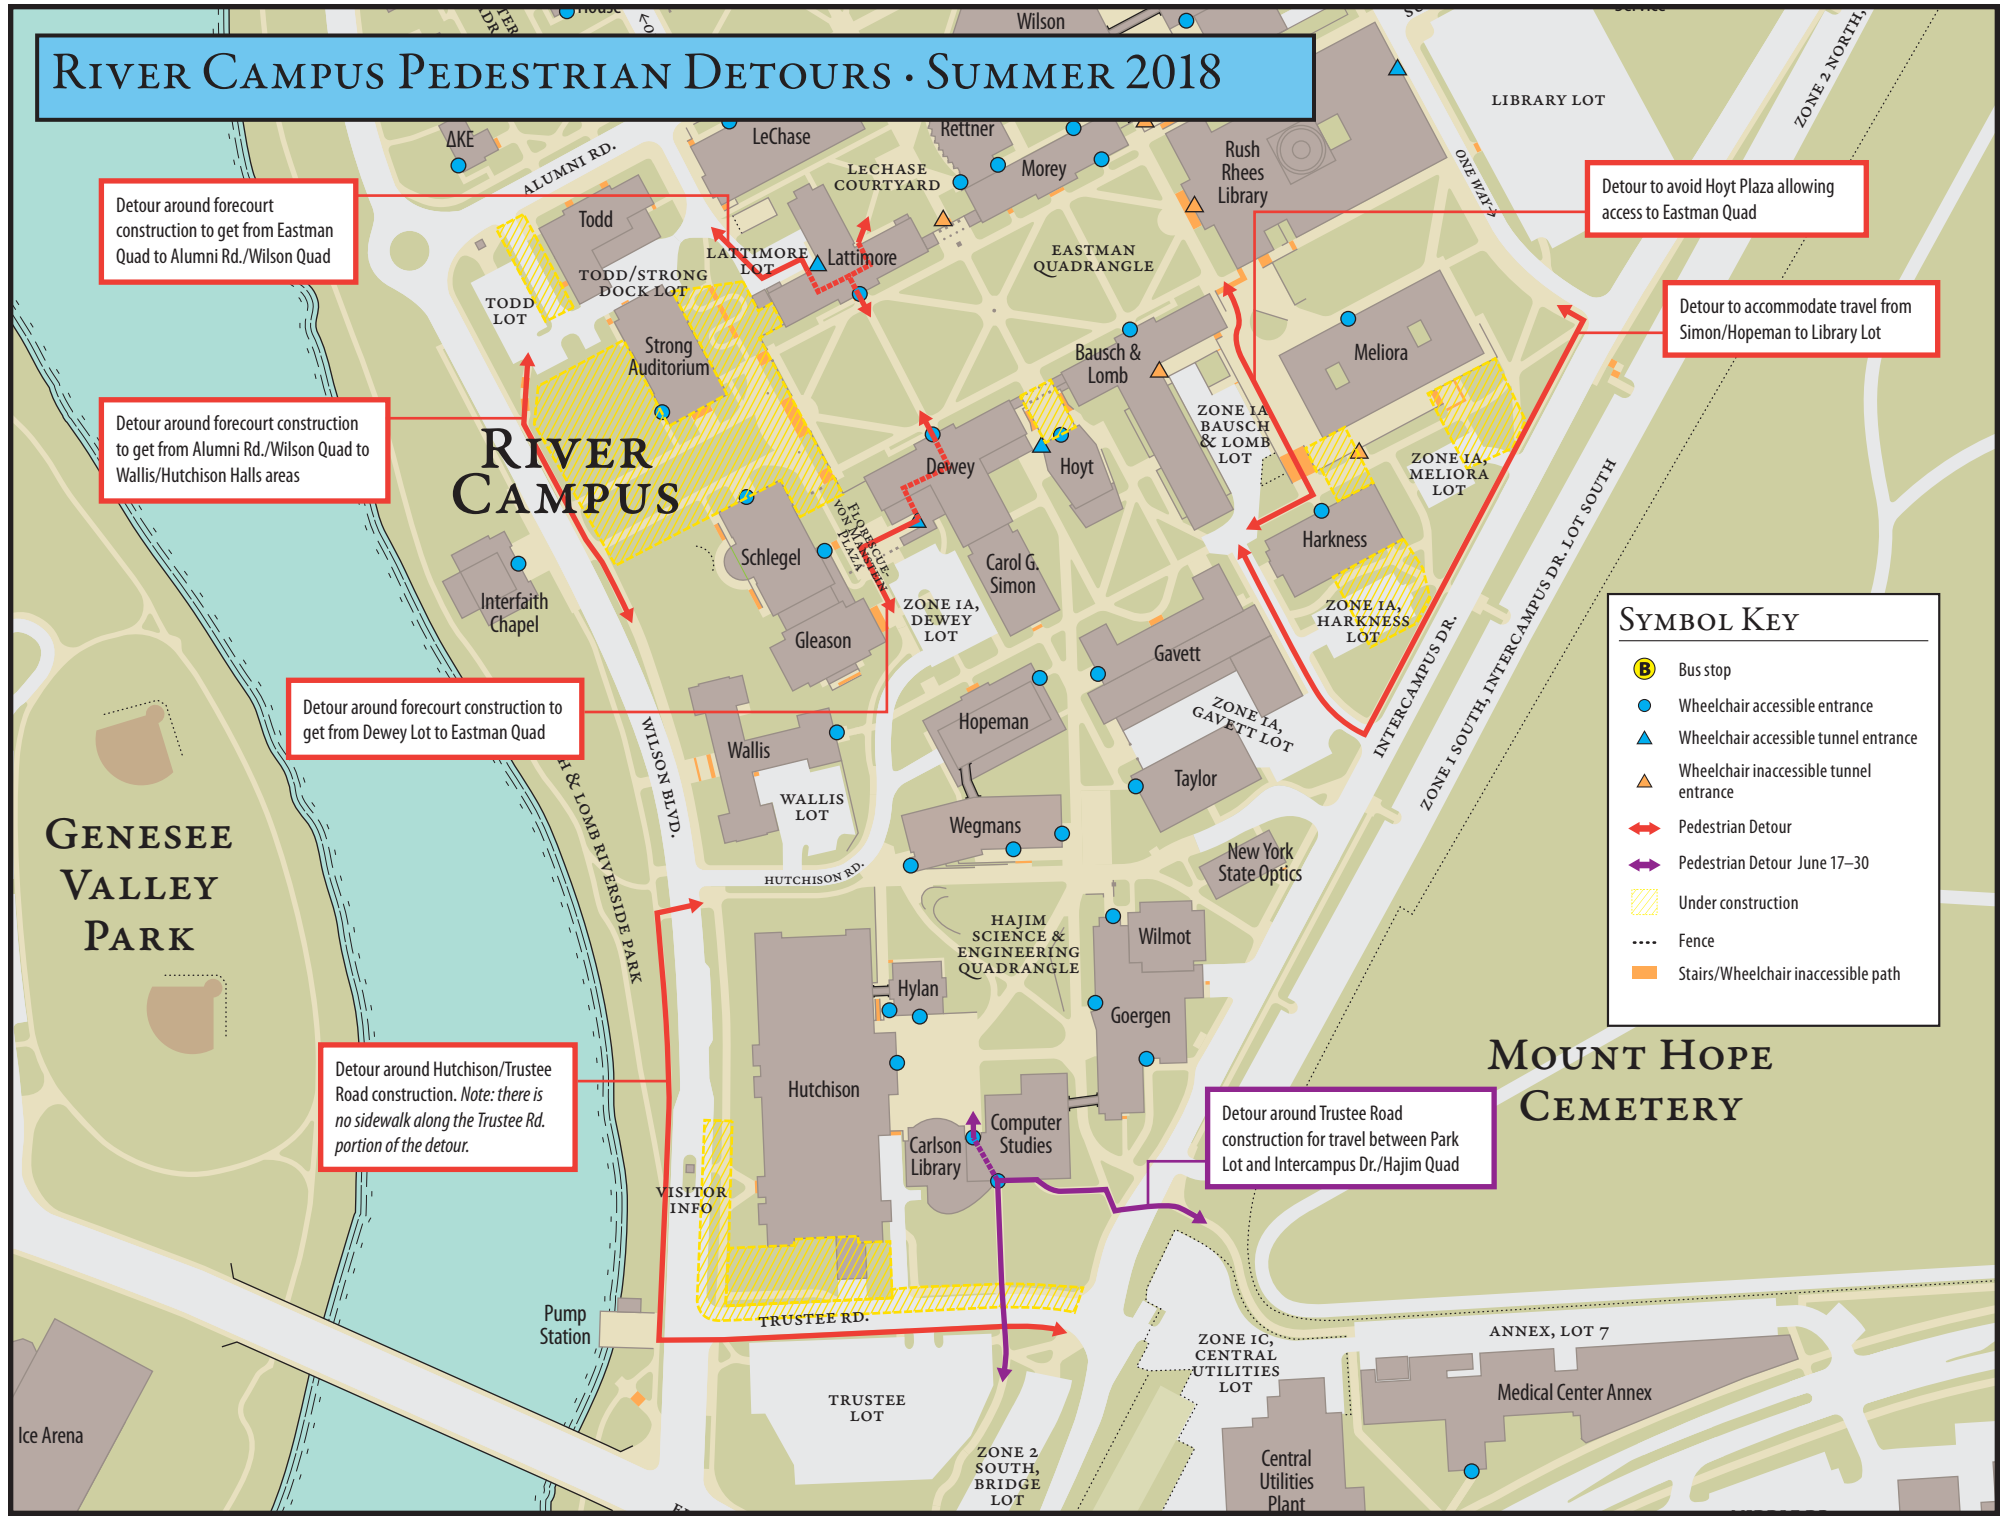 RIVER CAMPUS PEDESTRIAN DETOURS · SUMMER 2018
Wilson
LIBRARY LOT
ZONE 2 NORTH,
ΔKE
ALUMNI RD.
LeChase
Rettner
LECHASE
COURTYARD
Morey
Rush
Rhees
Library
ONE WAY→
Detour to avoid Hoyt Plaza allowing
access to Eastman Quad
Detour around forecourt
construction to get from Eastman
Quad to Alumni Rd./Wilson Quad
Todd
LATTIMORE
LOT
Lattimore
EASTMAN
QUADRANGLE
TODD/STRONG
DOCK LOT
TODD
LOT
Detour to accommodate travel from
Simon/Hopeman to Library Lot
Strong
Auditorium
Bausch &
Lomb
Meliora
Detour around forecourt construction
to get from Alumni Rd./Wilson Quad to
Wallis/Hutchison Halls areas
RIVER
CAMPUS
ZONE 1A
BAUSCH
& LOMB
LOT
Dewey
Hoyt
ZONE 1A,
MELIORA
LOT
FLORESCUE-
VON MANSTEIN
PLAZA
Schlegel
Carol G.
Simon
Harkness
Interfaith
Chapel
Gleason
ZONE 1A,
DEWEY
LOT
ZONE 1A,
HARKNESS
LOT
Gavett
INTERCAMPUS DR.
ZONE 1 SOUTH, INTERCAMPUS DR. LOT SOUTH
SYMBOL KEY
B
Bus stop
Wheelchair accessible entrance
Wheelchair accessible tunnel entrance
Wheelchair inaccessible tunnel
entrance
Pedestrian Detour
Pedestrian Detour June 17–30
Under construction
Fence
Stairs/Wheelchair inaccessible path
Detour around forecourt construction to
get from Dewey Lot to Eastman Quad
Hopeman
ZONE 1A,
GAVETT LOT
Wallis
WILSON BLVD.
H & LOMB RIVERSIDE PARK
WALLIS
LOT
Taylor
Wegmans
New York
State Optics
HUTCHISON RD.
GENESEE
VALLEY
PARK
HAJIM
SCIENCE &
ENGINEERING
QUADRANGLE
Wilmot
Hylan
Goergen
MOUNT HOPE
CEMETERY
Detour around Hutchison/Trustee
Road construction. Note: there is
no sidewalk along the Trustee Rd.
portion of the detour.
Hutchison
Computer
Studies
Carlson
Library
Detour around Trustee Road
construction for travel between Park
Lot and Intercampus Dr./Hajim Quad
VISITOR
INFO
Pump
Station
TRUSTEE RD.
ZONE 1C,
CENTRAL
UTILITIES
LOT
ANNEX, LOT 7
Medical Center Annex
TRUSTEE
LOT
Ice Arena
ZONE 2
SOUTH,
BRIDGE
LOT
Central
Utilities
Plant